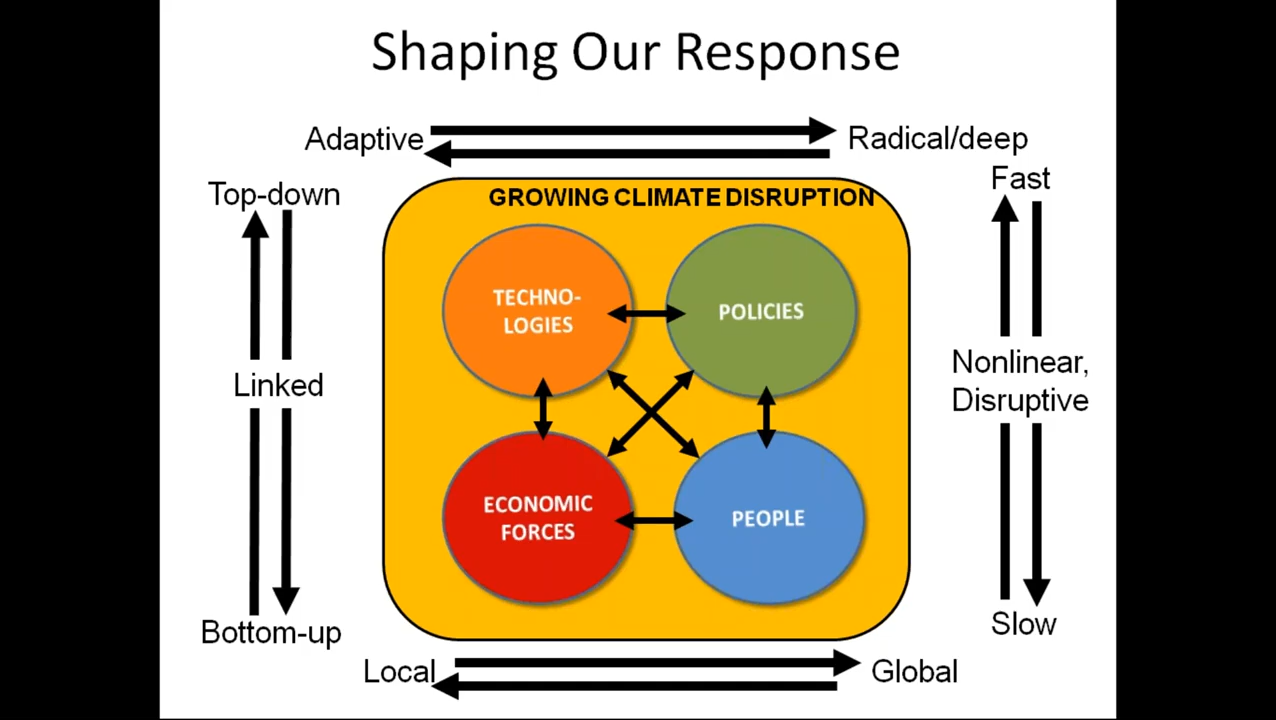 Shaping Our Response
Adaptive
Radical/deep
Top-down
Fast
GROWING CLIMATE DISRUPTION
TECHNO-
LOGIES
POLICIES
Linked
Nonlinear,
Disruptive
ECONOMIC
FORCES
PEOPLE
Bottom-up
Slow
Local
Global